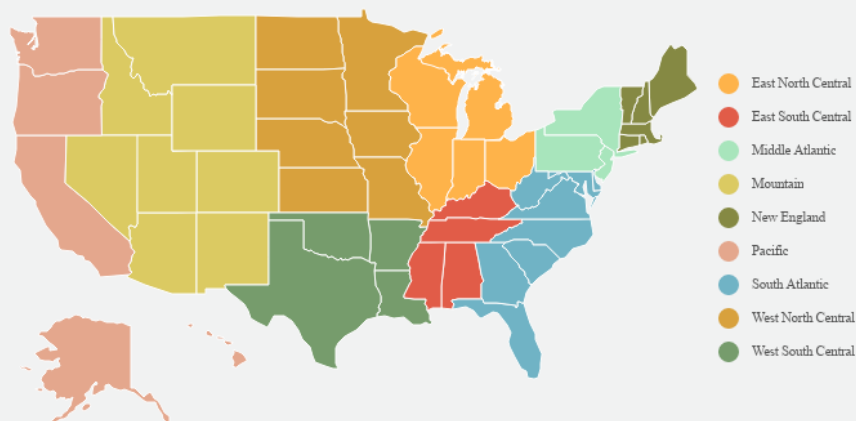 East North Central
East South Central
Middle Atlantic
Mountain
New England
Pacific
South Atlantic
West North Central
West South Central